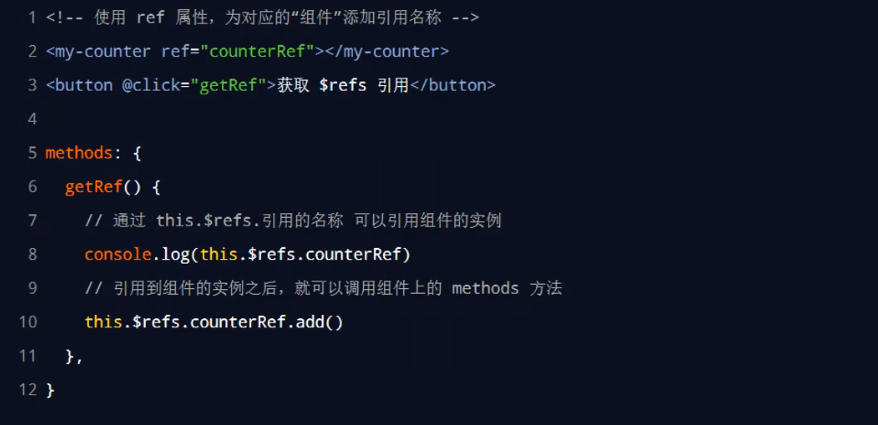 1 <!-- 使用 ref 属性，为对应的“组件”添加引用名称 -->
2 <my-counter ref="counterRef"></my-counter>
3 <button @click="getRef">获取 $refs 引用</button>
4
5 methods: {
6   getRef() {
7     // 通过 this.$refs.引用的名称 可以引用组件的实例
8     console.log(this.$refs.counterRef)
9     // 引用到组件的实例之后，就可以调用组件上的 methods 方法
10     this.$refs.counterRef.add()
11   },
12 }